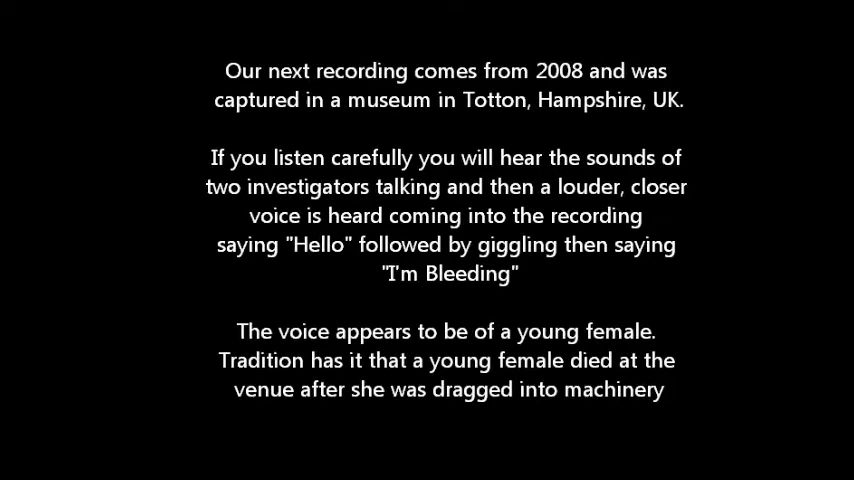 Our next recording comes from 2008 and was
captured in a museum in Totton, Hampshire, UK.
If you listen carefully you will hear the sounds of
two investigators talking and then a louder, closer
voice is heard coming into the recording
saying "Hello" followed by giggling then saying
"I'm Bleeding"
The voice appears to be of a young female.
Tradition has it that a young female died at the
venue after she was dragged into machinery